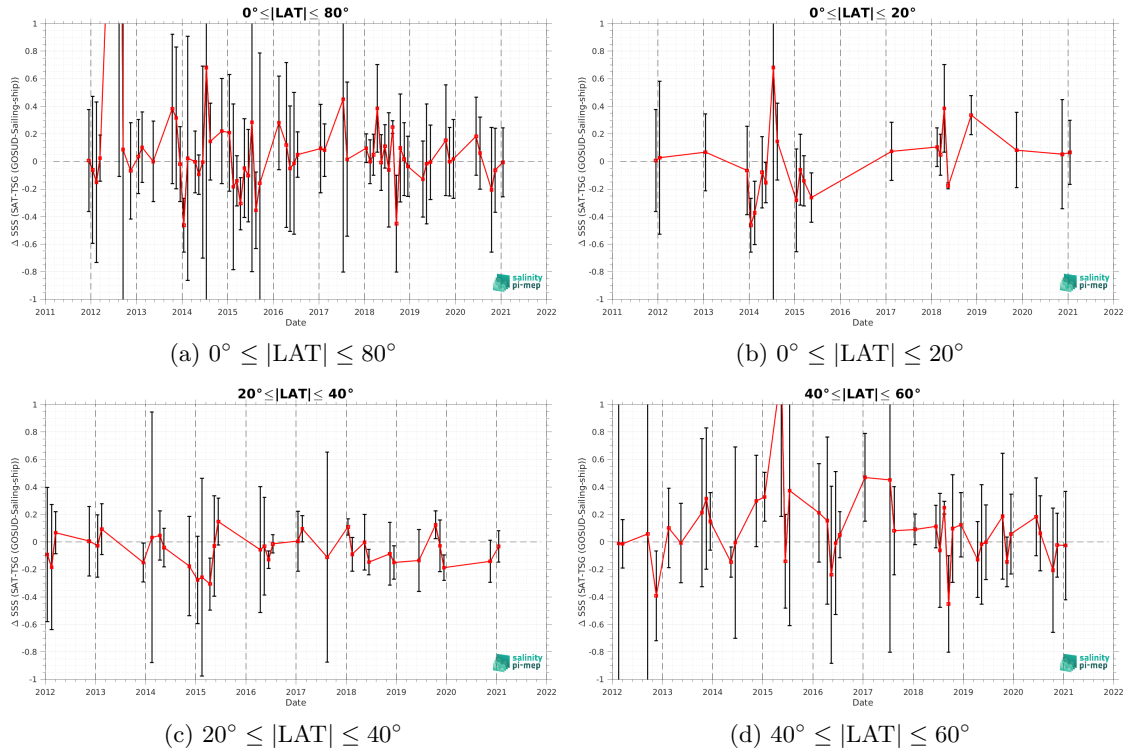 0°≤|LAT|≤ 80°
Δ SSS (SAT-TSG (GOSUD-Sailing-ship))
1
0.8
0.6
0.4
0.2
0
-0.2
-0.4
-0.6
-0.8
-1
2011 2012 2013 2014 2015 2016 2017 2018 2019 2020 2021 2022
Date
salinity
pi-mep
(a) 0° ≤ |LAT| ≤ 80°
0°≤|LAT|≤ 20°
Δ SSS (SAT-TSG (GOSUD-Sailing-ship))
1
0.8
0.6
0.4
0.2
0
-0.2
-0.4
-0.6
-0.8
-1
2011 2012 2013 2014 2015 2016 2017 2018 2019 2020 2021 2022
Date
salinity
pi-mep
(b) 0° ≤ |LAT| ≤ 20°
20°≤|LAT|≤ 40°
Δ SSS (SAT-TSG (GOSUD-Sailing-ship))
1
0.8
0.6
0.4
0.2
0
-0.2
-0.4
-0.6
-0.8
-1
2012 2013 2014 2015 2016 2017 2018 2019 2020 2021 2022
Date
salinity
pi-mep
(c) 20° ≤ |LAT| ≤ 40°
40°≤|LAT|≤ 60°
Δ SSS (SAT-TSG (GOSUD-Sailing-ship))
1
0.8
0.6
0.4
0.2
0
-0.2
-0.4
-0.6
-0.8
-1
2012 2013 2014 2015 2016 2017 2018 2019 2020 2021 2022
Date
salinity
pi-mep
(d) 40° ≤ |LAT| ≤ 60°